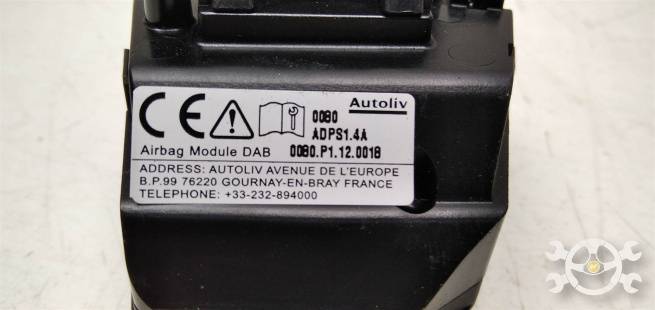 CE
Autoliv
0080
ADPS1.4A
Airbag Module DAB 0080.P1.12.0018
ADDRESS: AUTOLIV AVENUE DE L'EUROPE
B.P.99 76220 GOURNAY-EN-BRAY FRANCE
TELEPHONE: +33-232-894000